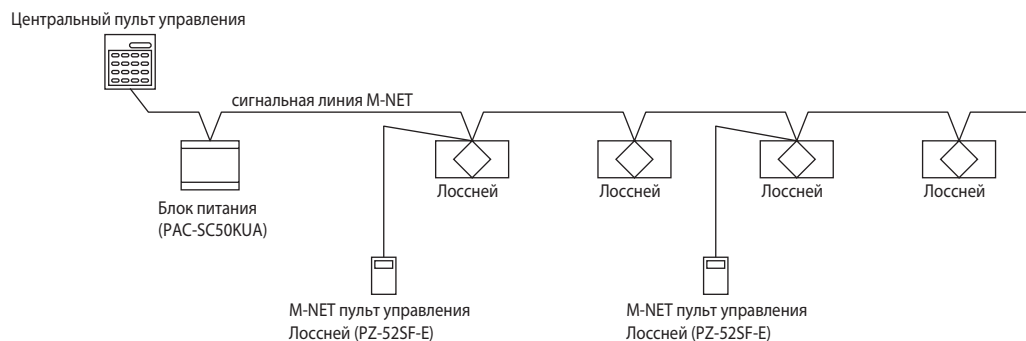 Центральный пульт управления
сигнальная линия M-NET
Лоссней
Лоссней
Лоссней
Лоссней
Блок питания
(PAC-SC50KUA)
M-NET пульт управления
Лоссней (PZ-52SF-E)
M-NET пульт управления
Лоссней (PZ-52SF-E)